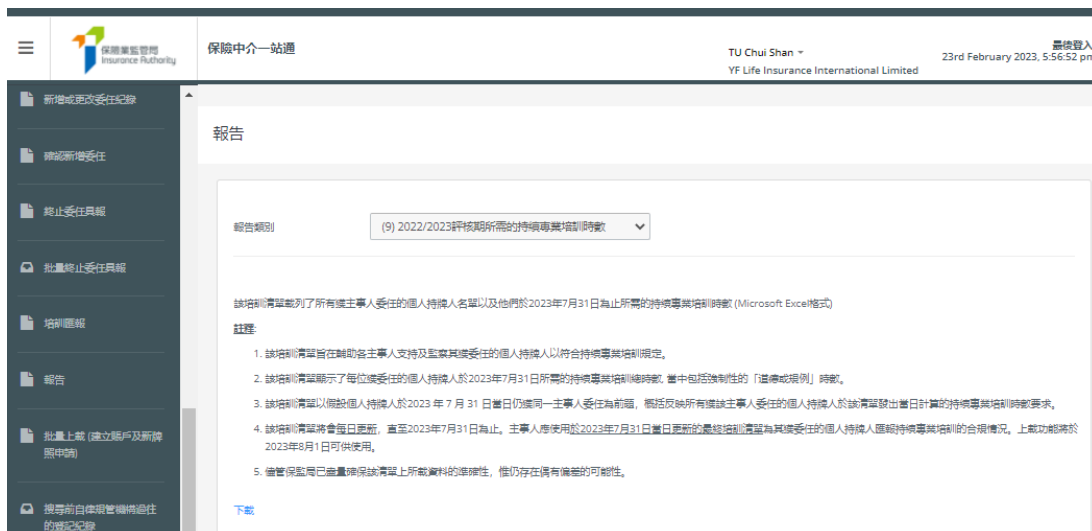 保險業監管局
Insurance Authority
保險中介一站通
TU Chui Shan
YF Life Insurance International Limited
最後登入
23rd February 2023, 5:56:52 pm
新增或更改委任紀錄
確認新增委任
終止委任具報
批量終止委任具報
培訓匯報
報告
批量上載 (建立賬戶及新牌
照申請)
搜尋前自律規管機構過往
的登記紀錄
報告
報告類別
(9) 2022/2023評核期所需的持續專業培訓時數
該培訓清單載列了所有獲主事人委任的個人持牌人名單以及他們於2023年7月31日為止所需的持續專業培訓時數 (Microsoft Excel格式)
註釋:
1. 該培訓清單旨在輔助各主事人支持及監察其獲委任的個人持牌人以符合持續專業培訓規定。
2. 該培訓清單顯示了每位獲委任的個人持牌人於2023年7月31日所需的持續專業培訓總時數, 當中包括強制性的「道德或規例」時數。
3. 該培訓清單以假設個人持牌人於2023 年 7 月 31 日當日仍獲同一主事人委任為前題，概括反映所有獲該主事人委任的個人持牌人於該清單發出當日計算的持續專業培訓時數要求。
4. 該培訓清單將會每日更新，直至2023年7月31日為止。主事人應使用於2023年7月31日當日更新的最終培訓清單為其獲委任的個人持牌人匯報持續專業培訓的合規情況。上載功能將於
2023年8月1日可供使用。
5. 儘管保監局已盡量確保該清單上所載資料的準確性，惟仍存在偶有偏差的可能性。
下載